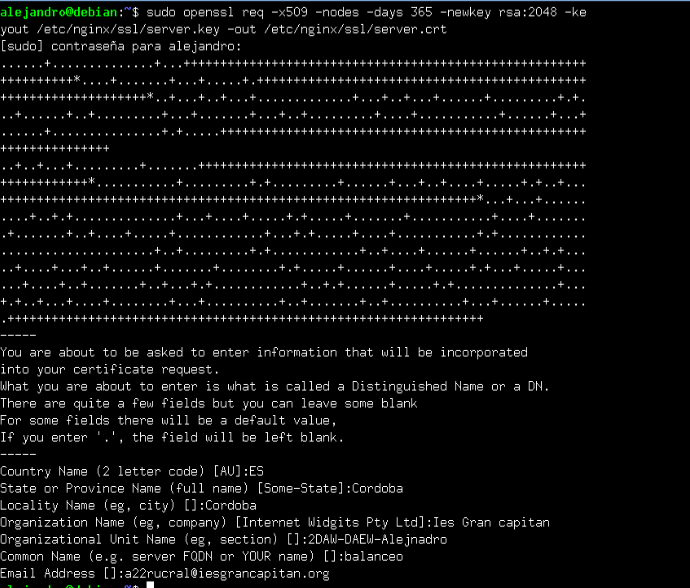 alejandro@debian:~$ sudo openssl req -x509 -nodes -days 365 -newkey rsa:2048 -ke
yout /etc/nginx/ssl/server.key -out /etc/nginx/ssl/server.crt
[sudo] contraseña para alejandro:
-----
You are about to be asked to enter information that will be incorporated
into your certificate request.
What you are about to enter is what is called a Distinguished Name or a DN.
There are quite a few fields but you can leave some blank
For some fields there will be a default value,
If you enter '.', the field will be left blank.
-----
Country Name (2 letter code) [AU]:ES
State or Province Name (full name) [Some-State]:Cordoba
Locality Name (eg, city) []:Cordoba
Organization Name (eg, company) [Internet Widgits Pty Ltd]:Ies Gran capitan
Organizational Unit Name (eg, section) []:2DAW-DAEW-Alejnadro
Common Name (e.g. server FQDN or YOUR name) []:balanceo
Email Address []:a22rucral@iesgrancapitan.org
alejandro@debian:~$